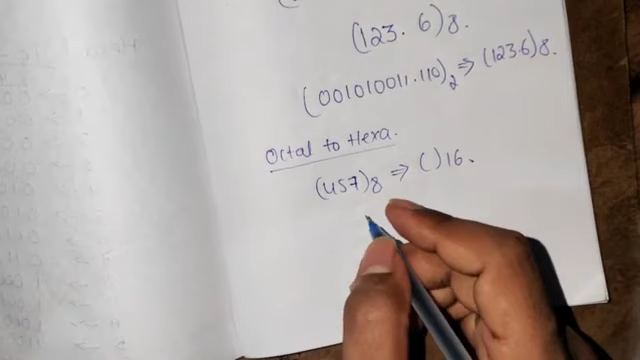 (123. 6)8.
(001010011.110)2 ⇒ (123.6)8.
Octal to Hexa.
(457)8 ⇒ ( )16.